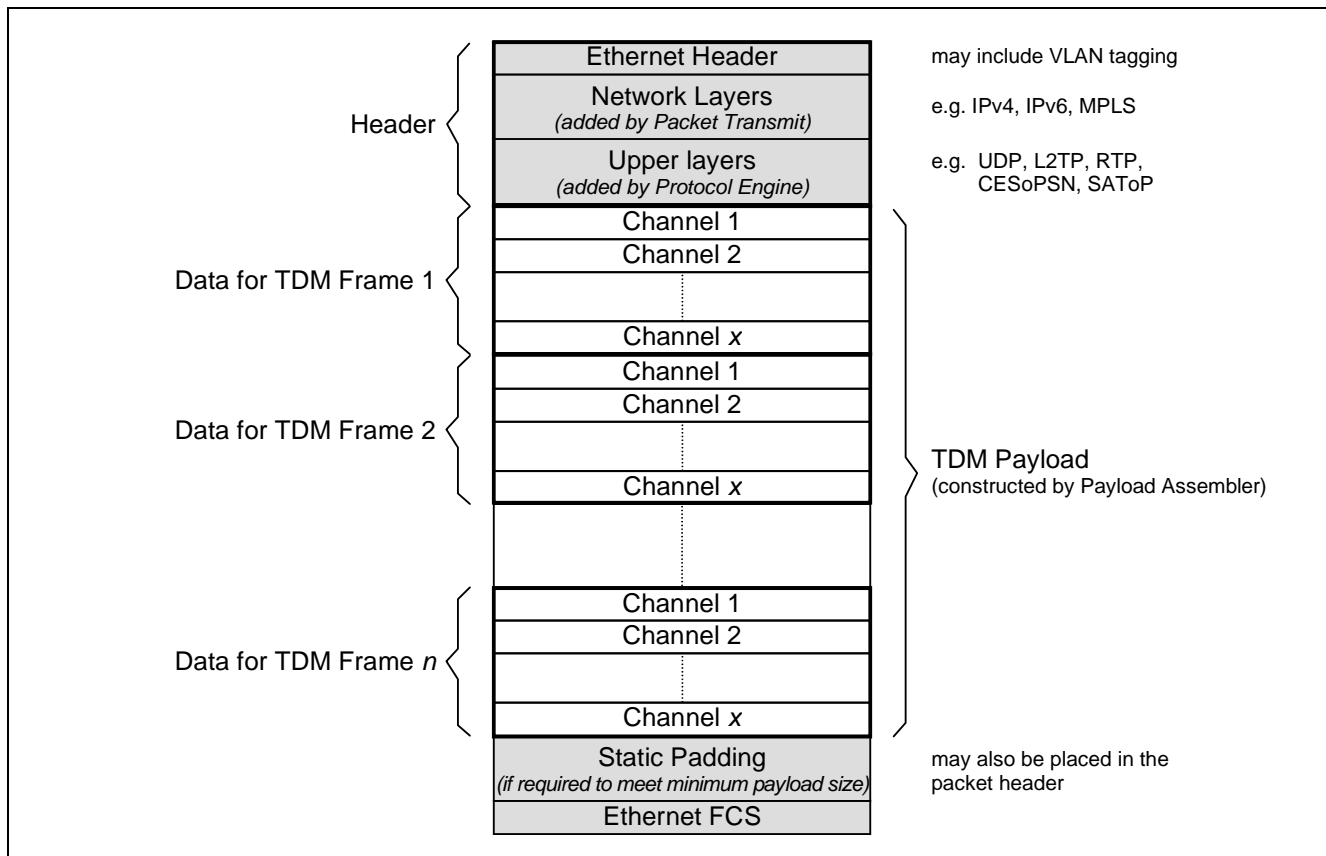 Ethernet Header
may include VLAN tagging
Network Layers
(added by Packet Transmit)
e.g. IPv4, IPv6, MPLS
Header
Upper layers
(added by Protocol Engine)
e.g. UDP, L2TP, RTP,
CESoPSN, SAToP
Channel 1
Channel 2
Data for TDM Frame 1
Channel x
Channel 1
Channel 2
Data for TDM Frame 2
Channel x
TDM Payload
(constructed by Payload Assembler)
Channel 1
Channel 2
Data for TDM Frame n
Channel x
Static Padding
(if required to meet minimum payload size)
may also be placed in the
packet header
Ethernet FCS